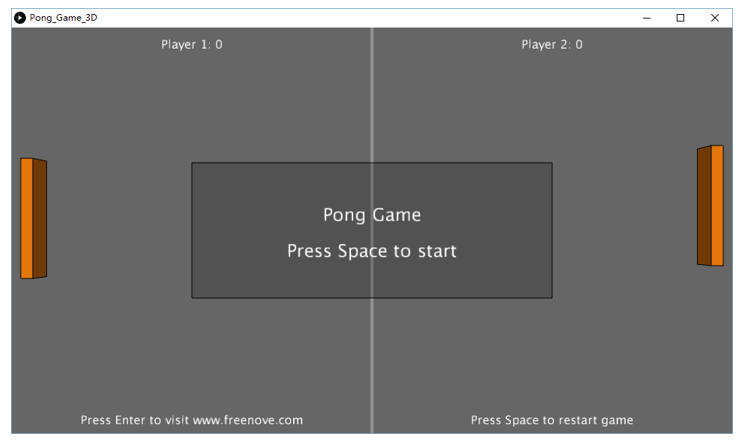 Pong_Game_3D
Player 1: 0
Player 2: 0
Pong Game
Press Space to start
Press Enter to visit www.freenove.com
Press Space to restart game